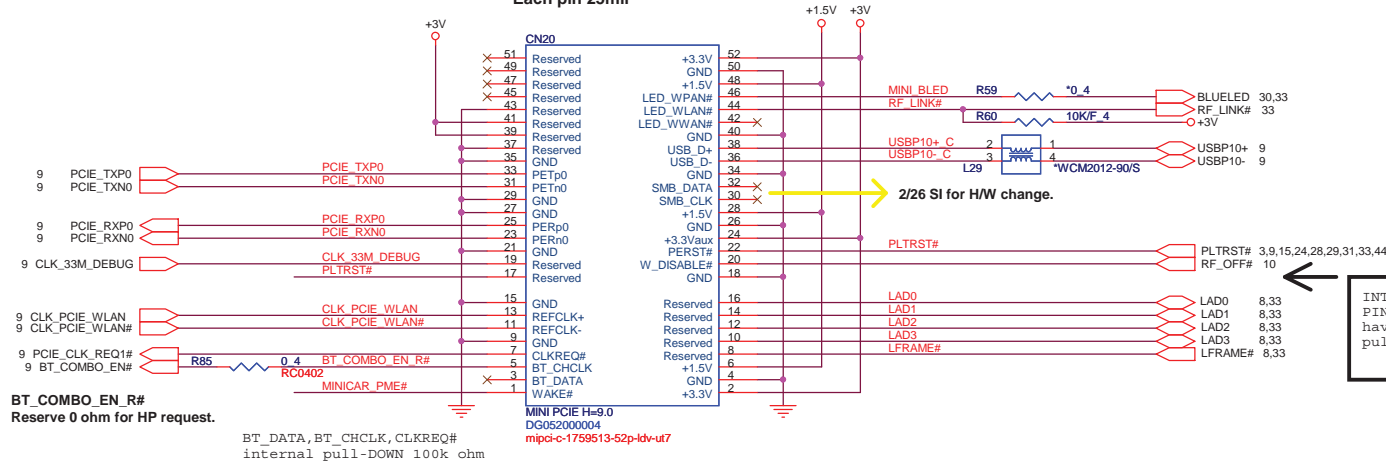 Each pin 25mil
+3V
+1.5V +3V
CN20
51 Reserved +3.3V 52
49 Reserved GND 50
47 Reserved +1.5V 48
45 Reserved LED_WPAN# 46 MINI_BLED R59 *0_4 BLUELED 30,33
43 Reserved LED_WLAN# 44 RF_LINK# RF_LINK# 33
41 Reserved LED_WWAN# 42 R60 10K/F_4 +3V
39 Reserved GND 40
37 Reserved USB_D+ 38 USBP10+_C 2 1 USBP10+ 9
35 GND USB_D- 36 USBP10-_C 3 4 USBP10- 9
L29 *WCM2012-90/S
9 PCIE_TXP0 PCIE_TXP0 33 PETp0 GND 34
9 PCIE_TXN0 PCIE_TXN0 31 PETn0 SMB_DATA 32
29 GND SMB_CLK 30 2/26 SI for H/W change.
27 GND +1.5V 28
9 PCIE_RXP0 PCIE_RXP0 25 PERp0 GND 26
9 PCIE_RXN0 PCIE_RXN0 23 PERn0 +3.3Vaux 24
21 GND PERST# 22 PLTRST# PLTRST# 3,9,15,24,28,29,31,33,44
9 CLK_33M_DEBUG CLK_33M_DEBUG 19 Reserved W_DISABLE# 20 RF_OFF# 10
PLTRST# 17 Reserved GND 18
15 GND Reserved 16 LAD0 LAD0 8,33
9 CLK_PCIE_WLAN CLK_PCIE_WLAN 13 REFCLK+ Reserved 14 LAD1 LAD1 8,33
9 CLK_PCIE_WLAN# CLK_PCIE_WLAN# 11 REFCLK- Reserved 12 LAD2 LAD2 8,33
9 GND Reserved 10 LAD3 LAD3 8,33
9 PCIE_CLK_REQ1# 7 CLKREQ# Reserved 8 LFRAME# LFRAME# 8,33
9 BT_COMBO_EN# R85 0_4 BT_COMBO_EN_R# 5 BT_CHCLK +1.5V 6
RC0402
3 BT_DATA GND 4
MINICAR_PME# 1 WAKE# +3.3V 2
INT
PIN
hav
pul
BT_COMBO_EN_R#
Reserve 0 ohm for HP request.
MINI PCIE H=9.0
DG052000004
mipci-c-1759513-52p-ldv-ut7
BT_DATA,BT_CHCLK,CLKREQ#
internal pull-DOWN 100k ohm